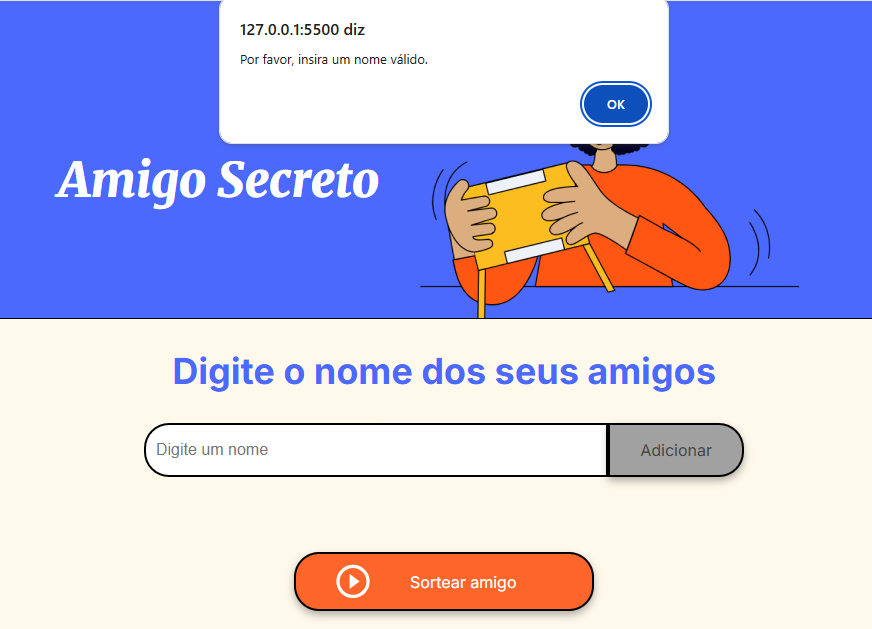 127.0.0.1:5500 diz
Por favor, insira um nome válido.
OK
Amigo Secreto
Digite o nome dos seus amigos
Digite um nome
Adicionar
Sortear amigo